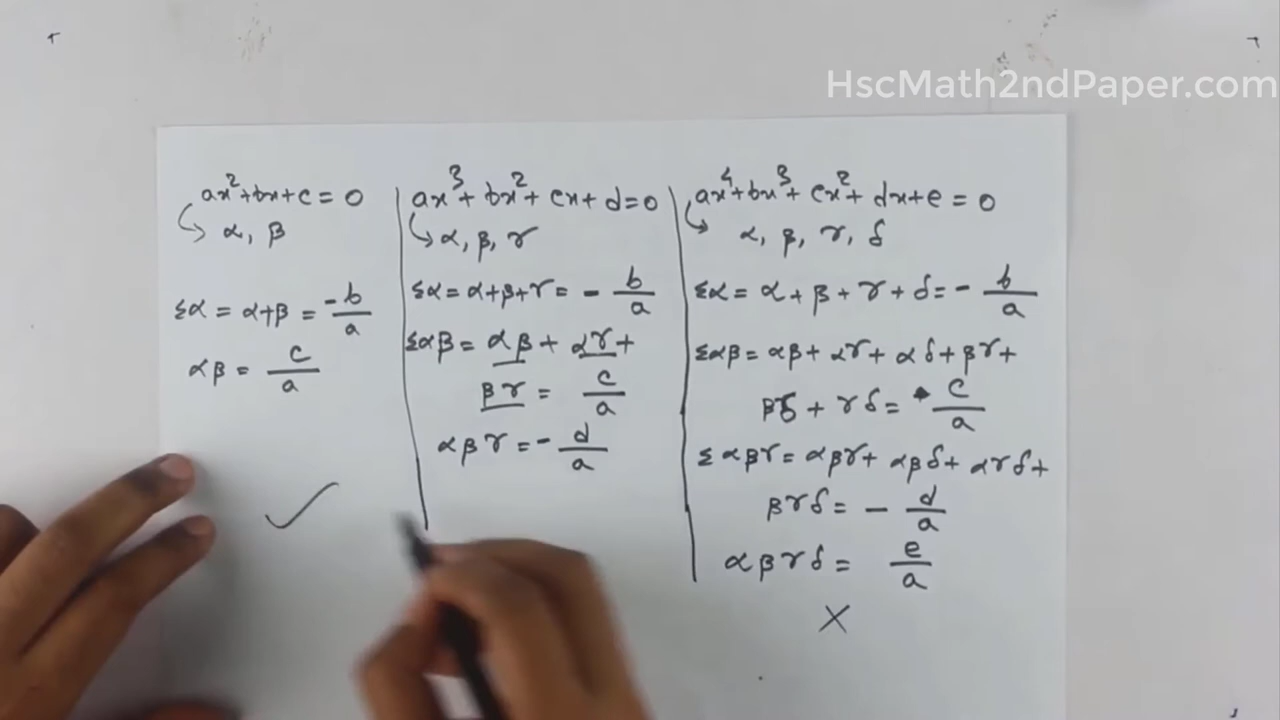 HscMath2ndPaper.com
ax²+bx+c=0
α, β
Σα = α+β = -b/a
αβ = c/a
ax³+bx²+cx+d=0
α, β, γ
Σα = α+β+γ = - b/a
Σαβ = αβ + αγ +
βγ = c/a
αβγ = - d/a
ax⁴+bx³+cx²+dx+e = 0
α, β, γ, δ
Σα = α+β+γ+δ = - b/a
Σαβ = αβ+αγ+αδ+βγ+
βδ + γδ = c/a
Σαβγ = αβγ+αβδ+αγδ+
βγδ = - d/a
αβγδ = e/a